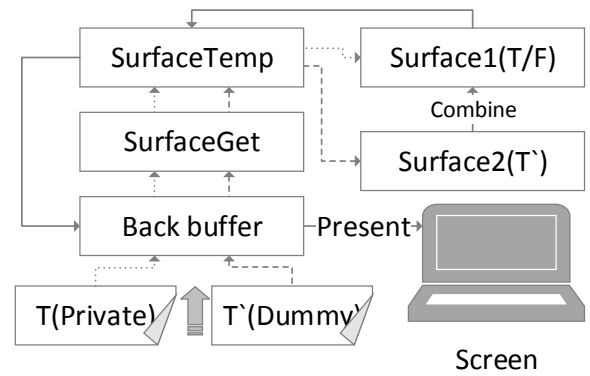 SurfaceTemp
Surface1(T/F)
Combine
SurfaceGet
Surface2(T`)
Back buffer
Present
T(Private)
T`(Dummy)
Screen